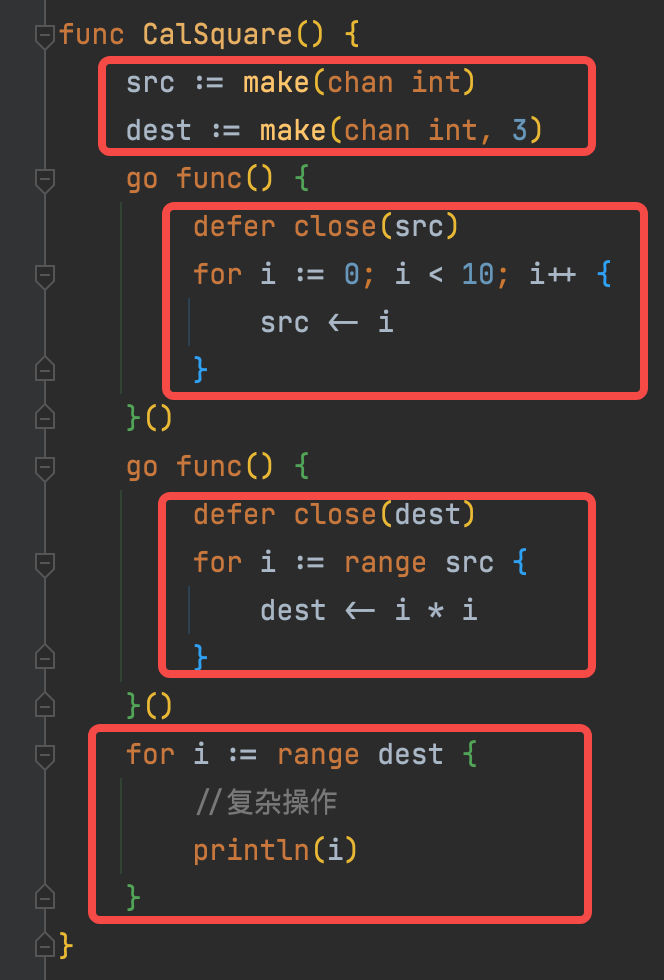 func CalSquare() {
    src := make(chan int)
    dest := make(chan int, 3)
    go func() {
        defer close(src)
        for i := 0; i < 10; i++ {
            src <- i
        }
    }()
    go func() {
        defer close(dest)
        for i := range src {
            dest <- i * i
        }
    }()
    for i := range dest {
        //复杂操作
        println(i)
    }
}